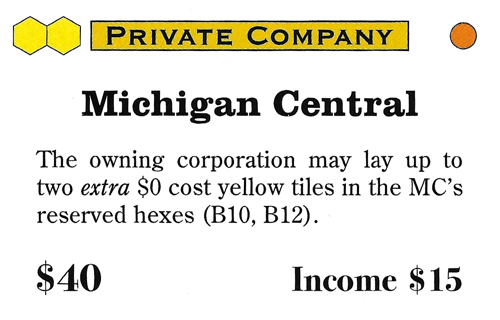 PRIVATE COMPANY
Michigan Central
The owning corporation may lay up to
two extra $0 cost yellow tiles in the MC's
reserved hexes (B10, B12).
$40 Income $15